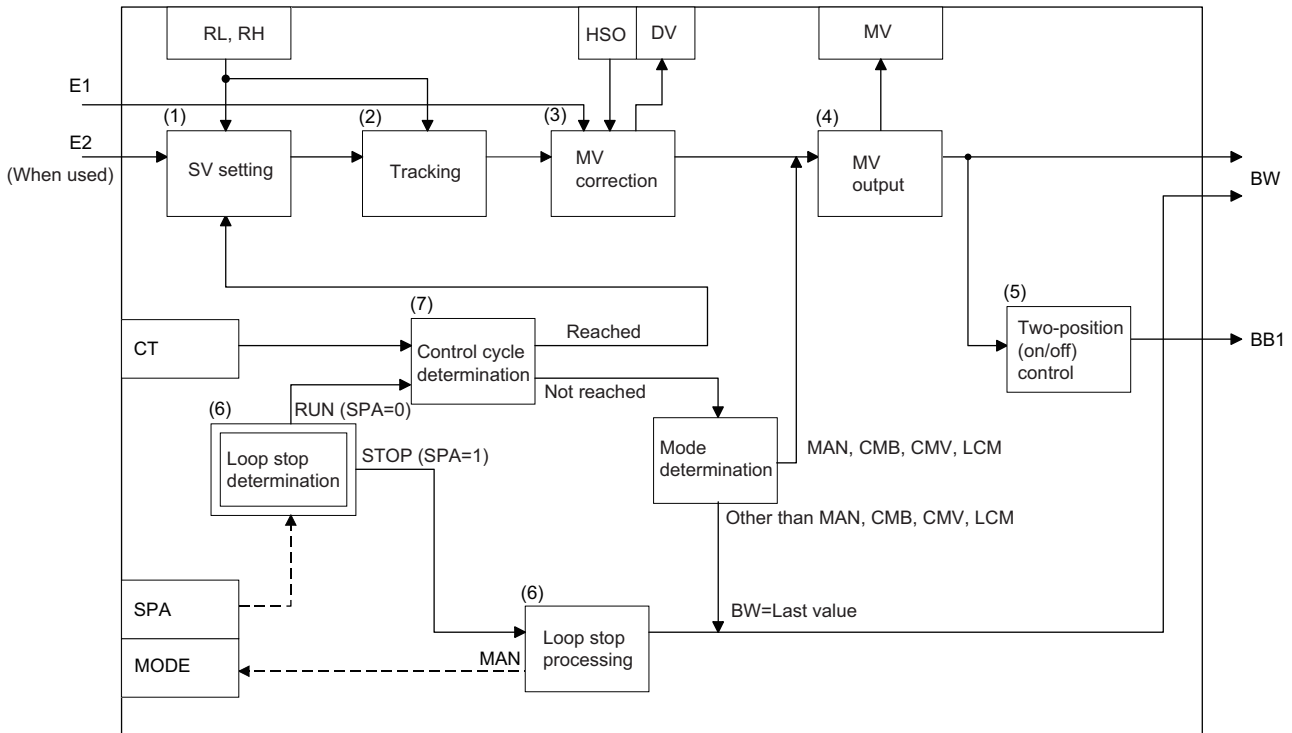 RL, RH
HSO
DV
MV
E1
(1)
(2)
(3)
(4)
E2
(When used)
SV setting
Tracking
MV
correction
MV
output
BW
(7)
(5)
CT
Control cycle
determination
Reached
Not reached
Two-position
(on/off)
control
BB1
(6)
RUN (SPA=0)
Loop stop
determination
STOP (SPA=1)
Mode
determination
MAN, CMB, CMV, LCM
Other than MAN, CMB, CMV, LCM
SPA
MODE
(6)
BW=Last value
Loop stop
processing
MAN